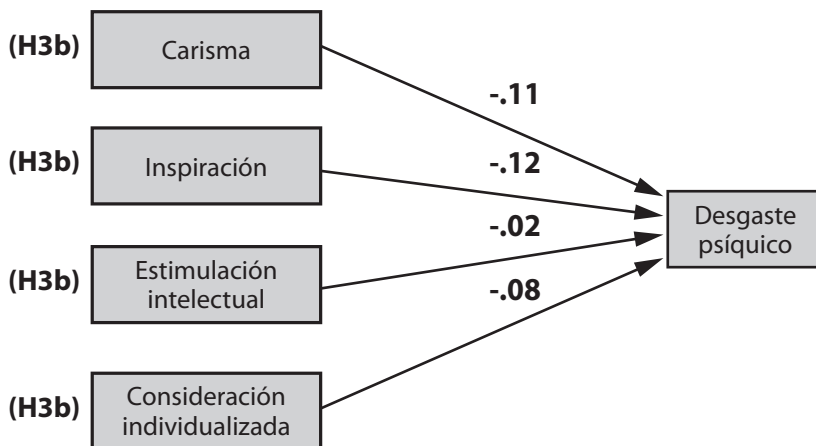 (H3b) Carisma
-.11
(H3b) Inspiración
-.12
Desgaste
psíquico
-.02
(H3b) Estimulación
intelectual
-.08
(H3b) Consideración
individualizada